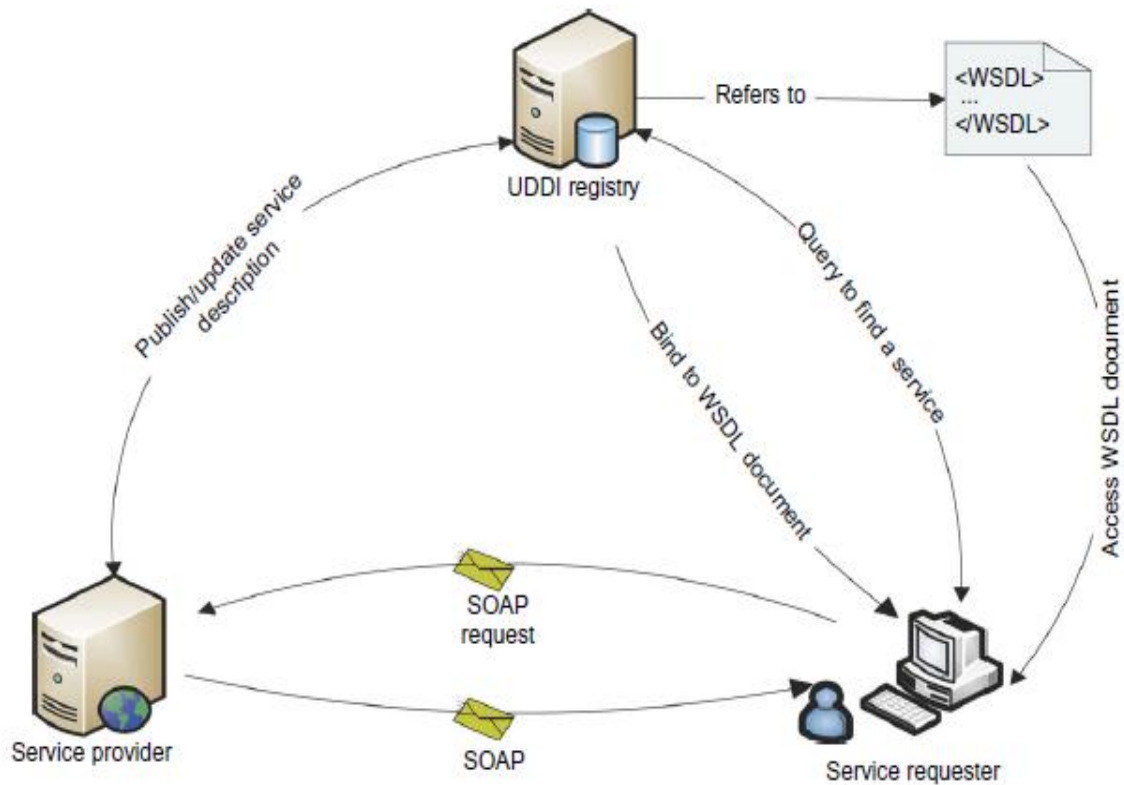 <WSDL>
...
</WSDL>
Refers to
UDDI registry
Publish/update service
description
Query to find a service
Bind to WSDL document
Access WSDL document
SOAP
request
SOAP
Service provider
Service requester